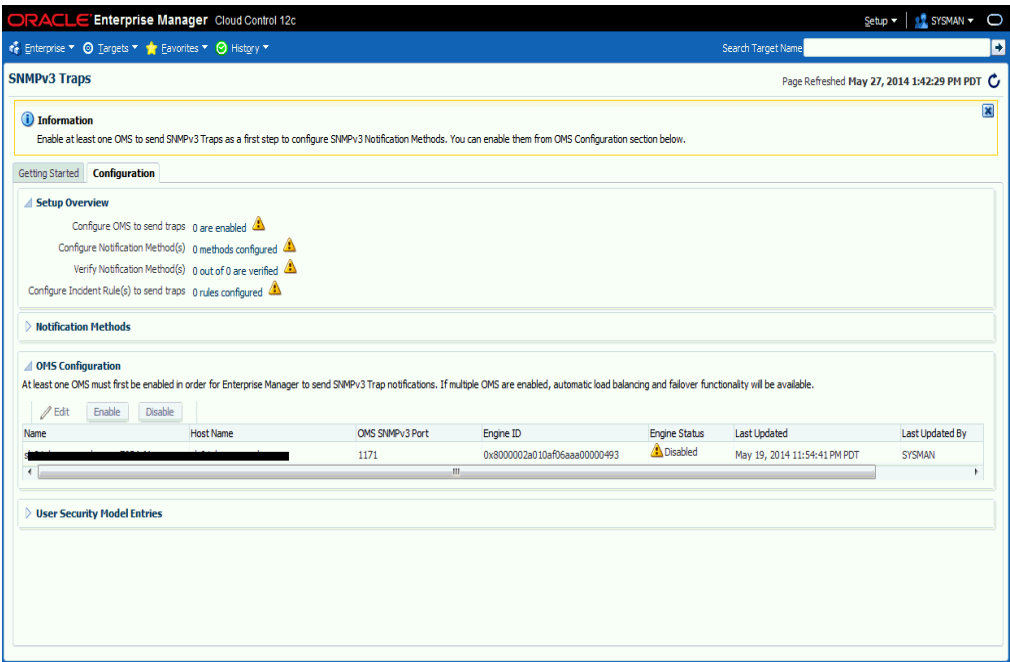 ORACLE Enterprise Manager Cloud Control 12c
Setup SYSMAN
Enterprise Targets Favorites History Search Target Name
SNMPv3 Traps
Page Refreshed May 27, 2014 1:42:29 PM PDT
Information
Enable at least one OMS to send SNMPv3 Traps as a first step to configure SNMPv3 Notification Methods. You can enable them from OMS Configuration section below.
Getting Started Configuration
Setup Overview
Configure OMS to send traps 0 are enabled
Configure Notification Method(s) 0 methods configured
Verify Notification Method(s) 0 out of 0 are verified
Configure Incident Rule(s) to send traps 0 rules configured
Notification Methods
OMS Configuration
At least one OMS must first be enabled in order for Enterprise Manager to send SNMPv3 Trap notifications. If multiple OMS are enabled, automatic load balancing and failover functionality will be available.
Edit Enable Disable
Name Host Name OMS SNMPv3 Port Engine ID Engine Status Last Updated Last Updated By
1171 0x8000002a010af06aaa00000493 Disabled May 19, 2014 11:54:41 PM PDT SYSMAN
User Security Model Entries